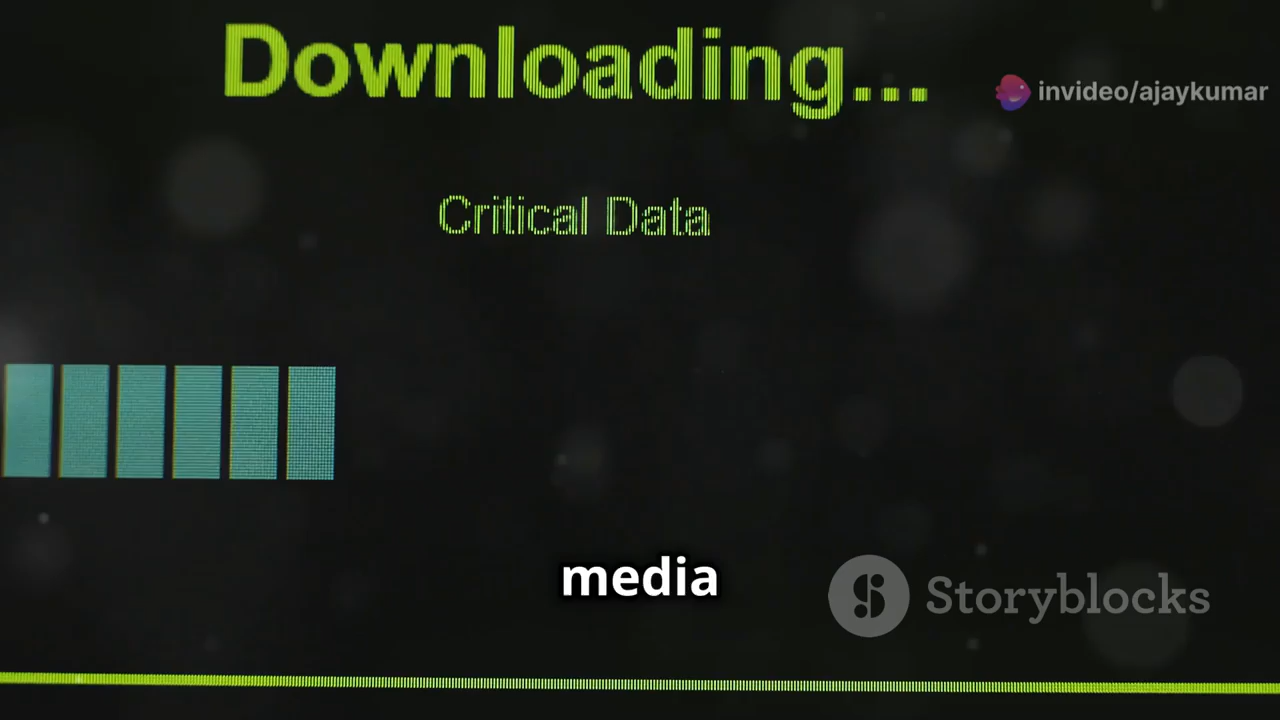 Downloading...
invideo/ajaykumar
Critical Data
media
Storyblocks